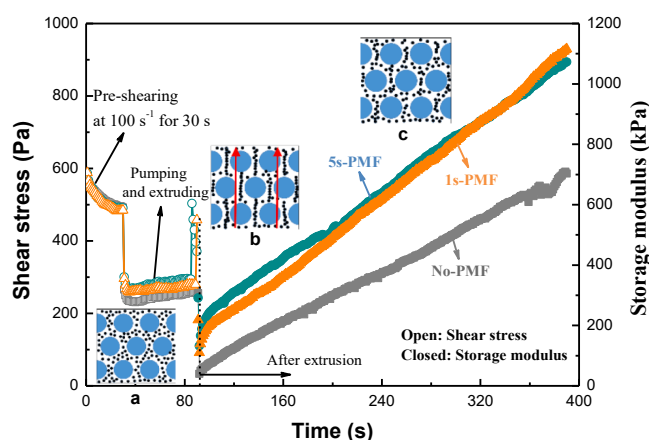 1000
800
600
400
200
0
Shear stress (Pa)
1200
1000
800
600
400
200
0
Storage modulus (kPa)
0
80
160
240
320
400
Time (s)
Pre-shearing
at 100 s⁻¹ for 30 s
Pumping
and extruding
a
b
c
5s-PMF
1s-PMF
No-PMF
Open: Shear stress
Closed: Storage modulus
After extrusion